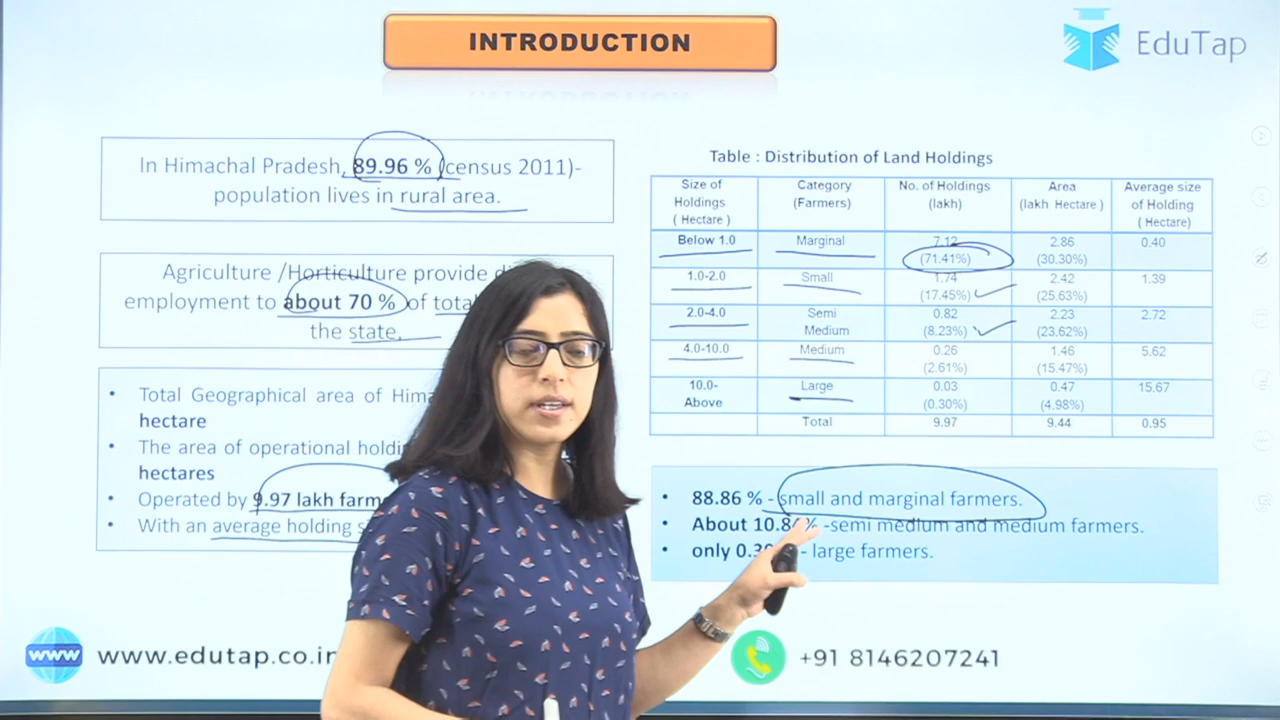 INTRODUCTION
EduTap
In Himachal Pradesh, 89.96 % (census 2011)-
population lives in rural area.
Agriculture /Horticulture provide
employment to about 70 % of total
the state.
• Total Geographical area of
hectare
• The area of operational
hectares
• Operated by 9.97 lakh
• With an average holding
Table : Distribution of Land Holdings
Size of Holdings ( Hectare ) Category (Farmers) No. of Holdings (lakh) Area (lakh Hectare ) Average size of Holding ( Hectare)
Below 1.0 Marginal 7.12 (71.41%) 2.86 (30.30%) 0.40
1.0-2.0 Small 1.74 (17.45%) 2.42 (25.63%) 1.39
2.0-4.0 Semi Medium 0.82 (8.23%) 2.23 (23.62%) 2.72
4.0-10.0 Medium 0.26 (2.61%) 1.46 (15.47%) 5.62
10.0- Above Large 0.03 (0.30%) 0.47 (4.98%) 15.67
Total 9.97 9.44 0.95
• 88.86 % - small and marginal farmers.
• About 10.84% -semi medium and medium farmers.
• only - large farmers.
www www.edutap.co.in
+91 8146207241